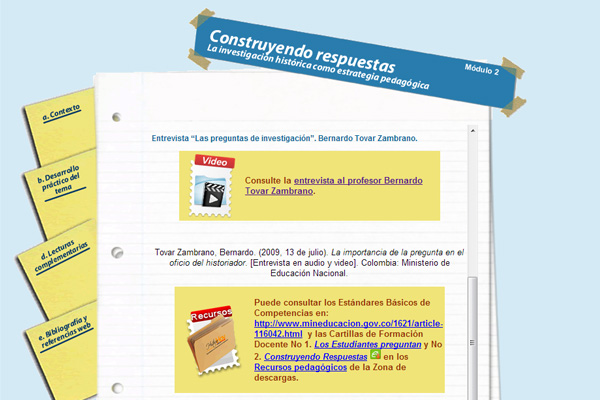 Construyendo respuestas
La investigación histórica como estrategia pedagógica
Módulo 2
a. Contexto
b. Desarrollo
práctico del
tema
d. Lecturas
complementarias
e. Bibliografía y
referencias web
Entrevista “Las preguntas de investigación”. Bernardo Tovar Zambrano.
Video
Consulte la entrevista al profesor Bernardo
Tovar Zambrano.
Tovar Zambrano, Bernardo. (2009, 13 de julio). La importancia de la pregunta en el
oficio del historiador. [Entrevista en audio y video]. Colombia: Ministerio de
Educación Nacional.
Recursos
Puede consultar los Estándares Básicos de
Competencias en:
http://www.mineducacion.gov.co/1621/article-
116042.html y las Cartillas de Formación
Docente No 1. Los Estudiantes preguntan y No
2. Construyendo Respuestas en los
Recursos pedagógicos de la Zona de
descargas.